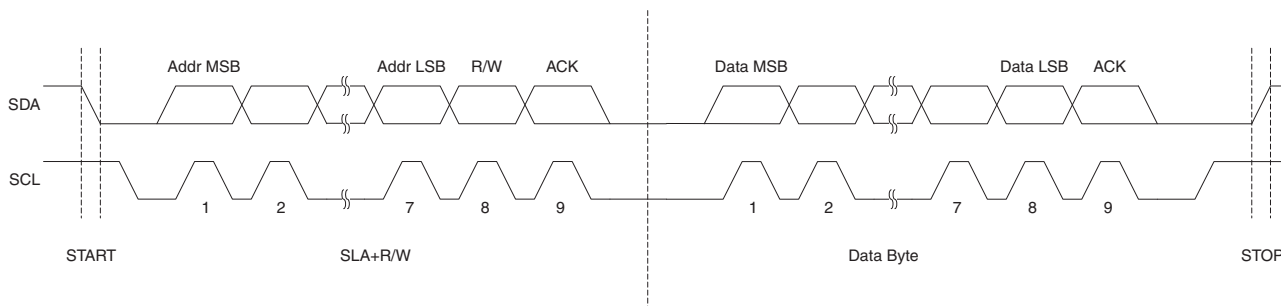 Addr MSB Addr LSB R/W ACK Data MSB Data LSB ACK
SDA
SCL
1 2 7 8 9 1 2 7 8 9
START SLA+R/W Data Byte STOP